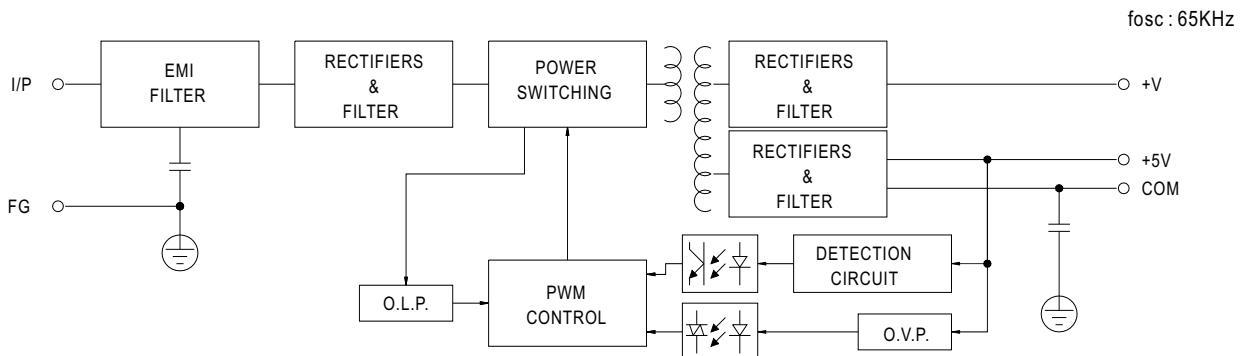 fosc : 65KHz
I/P
EMI
FILTER
RECTIFIERS
&
FILTER
POWER
SWITCHING
RECTIFIERS
&
FILTER
+V
RECTIFIERS
&
FILTER
+5V
COM
FG
DETECTION
CIRCUIT
O.L.P.
PWM
CONTROL
O.V.P.